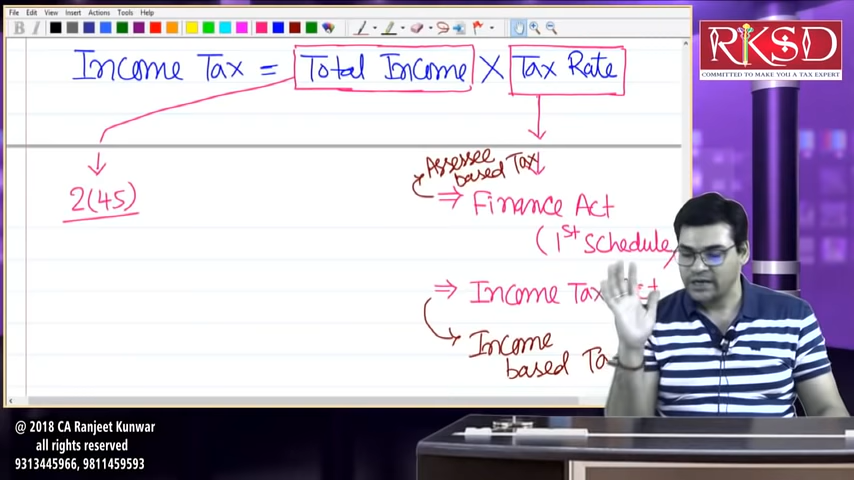 File Edit Insert Actions Tools Help
B
RKSD
COMMITTED TO MAKE YOU A TAX EXPERT
Income Tax = Total Income X Tax Rate
2(45)
Assessee
based Tax
⇒ Finance Act
(1st Schedule)
⇒ Income Tax Act
Income
based Ta
@ 2018 CA Ranjeet Kunwar
all rights reserved
9313445966, 9811459593